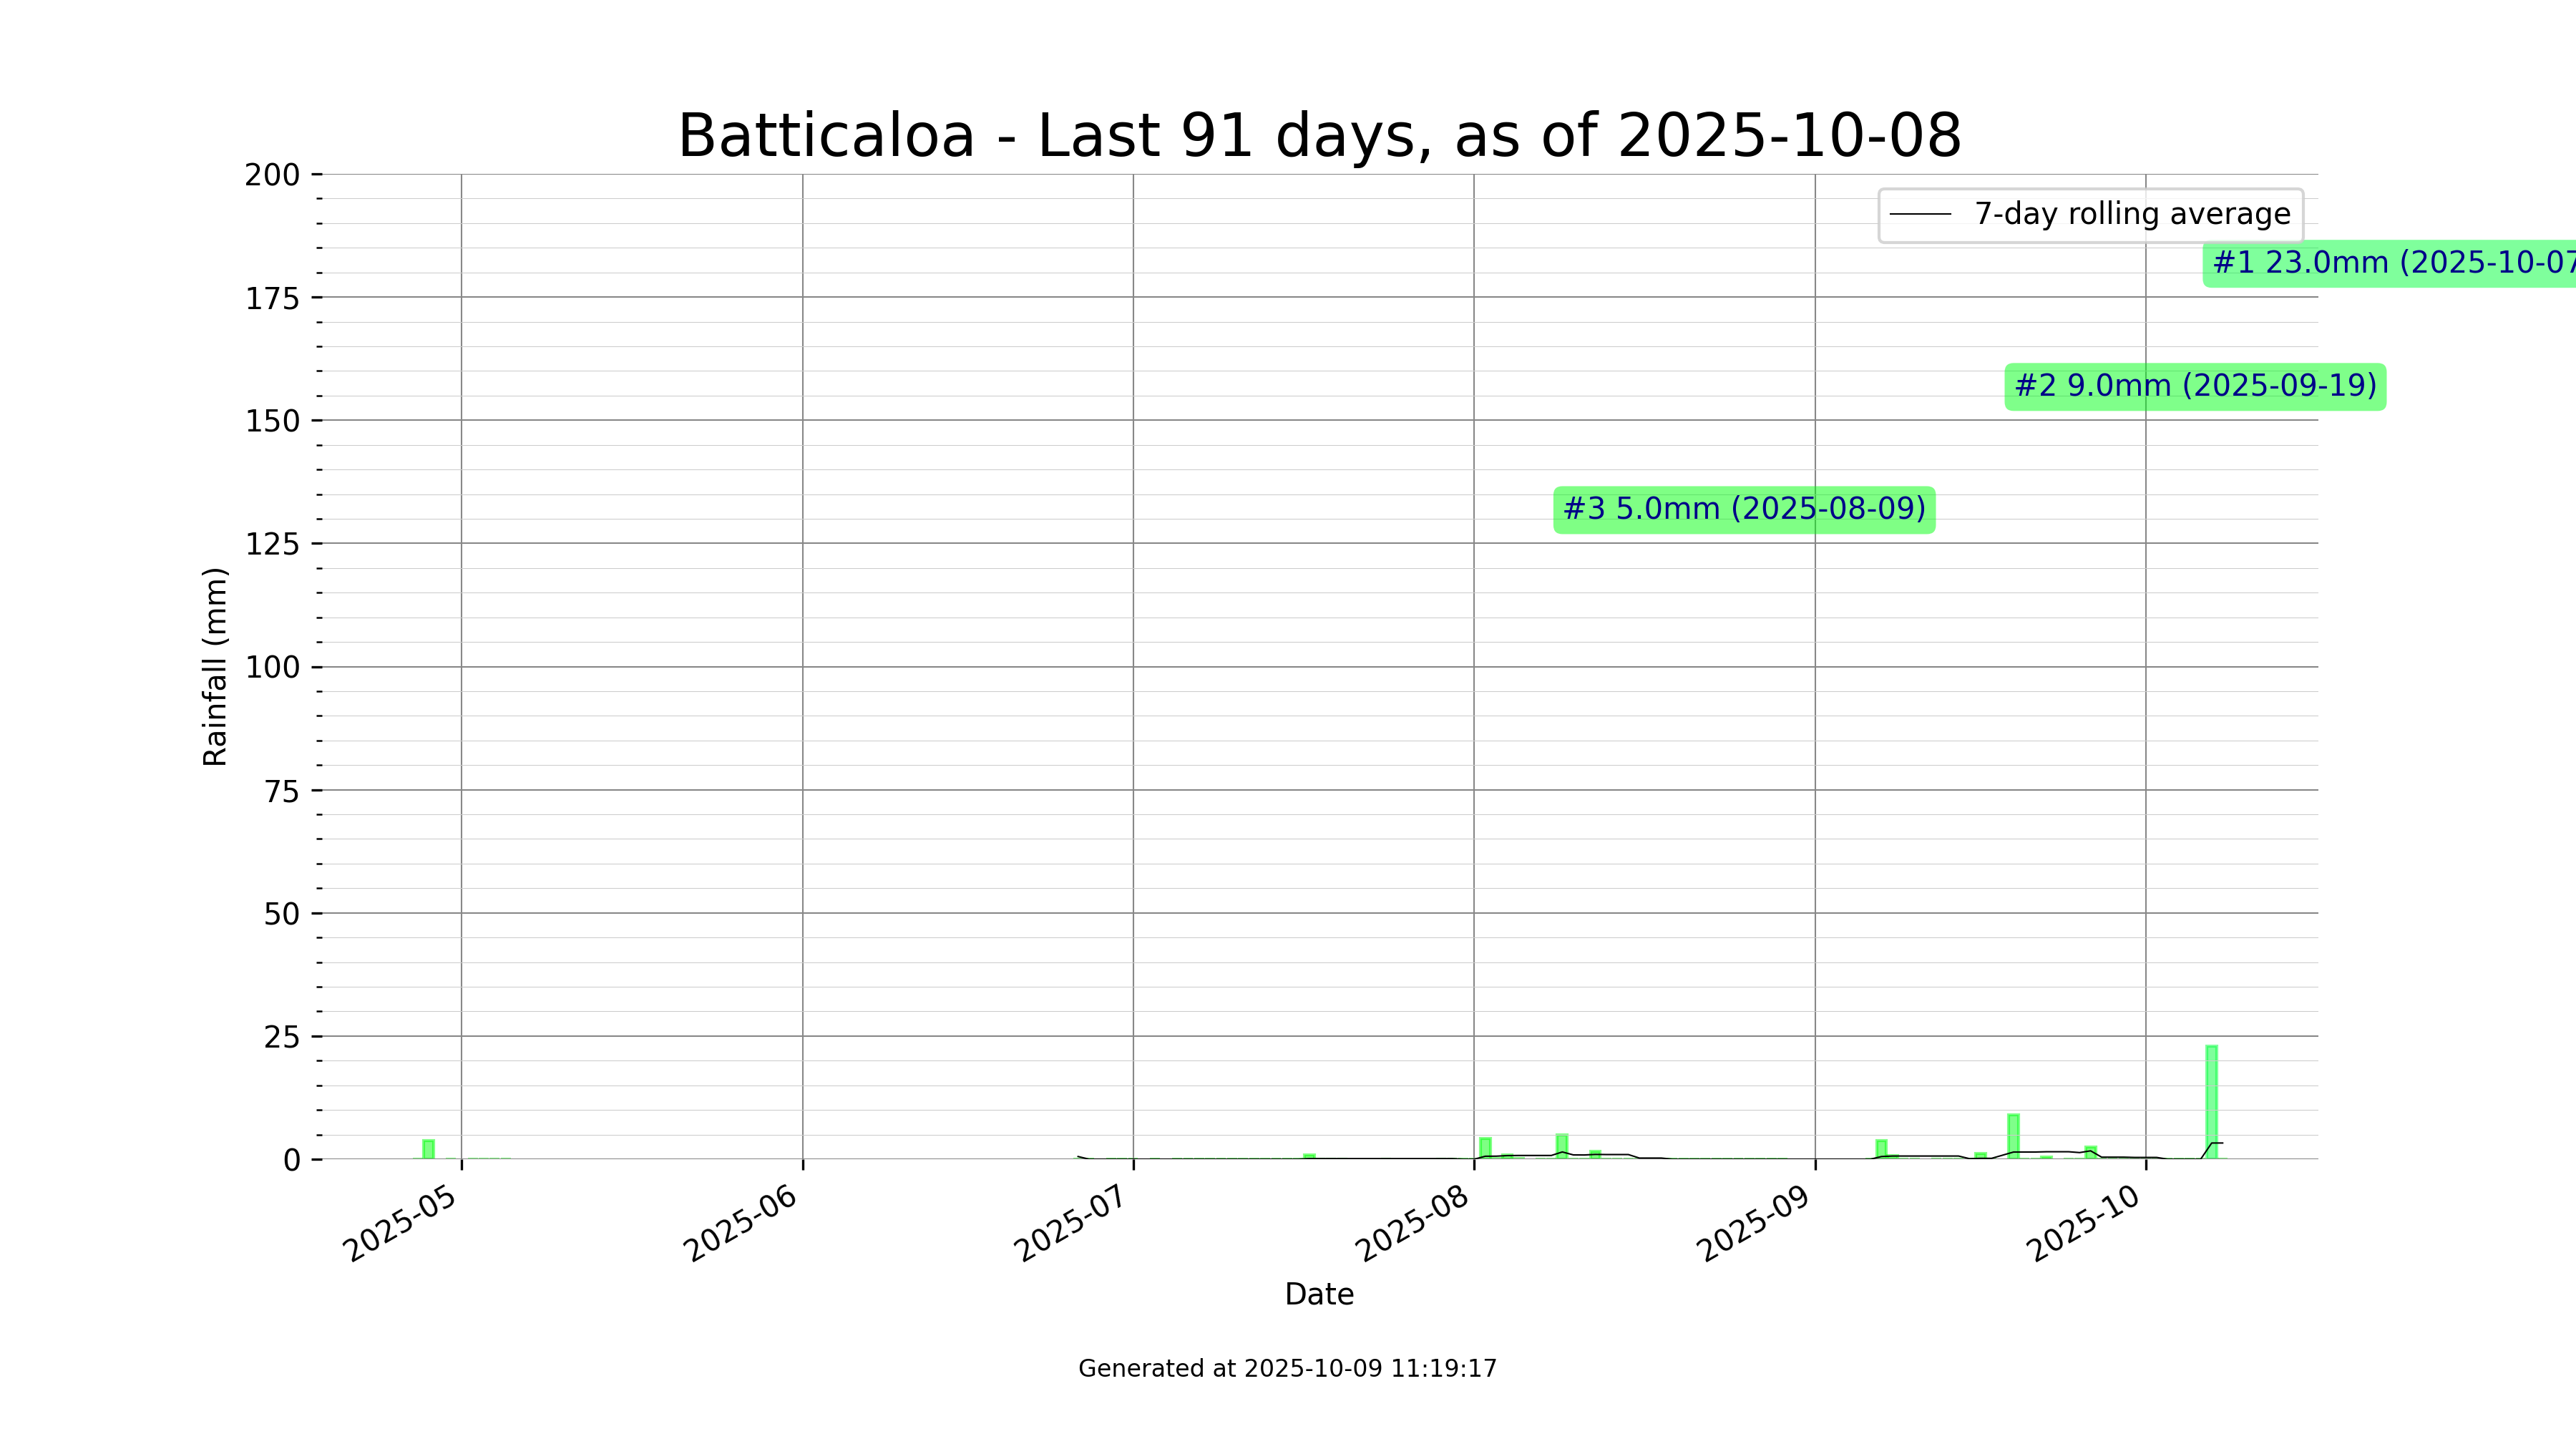 Batticaloa - Last 91 days, as of 2025-10-08
200
175
150
125
100
75
50
25
0
Rainfall (mm)
7-day rolling average
#1 23.0mm (2025-10-07
#2 9.0mm (2025-09-19)
#3 5.0mm (2025-08-09)
2025-05
2025-06
2025-07
2025-08
2025-09
2025-10
Date
Generated at 2025-10-09 11:19:17